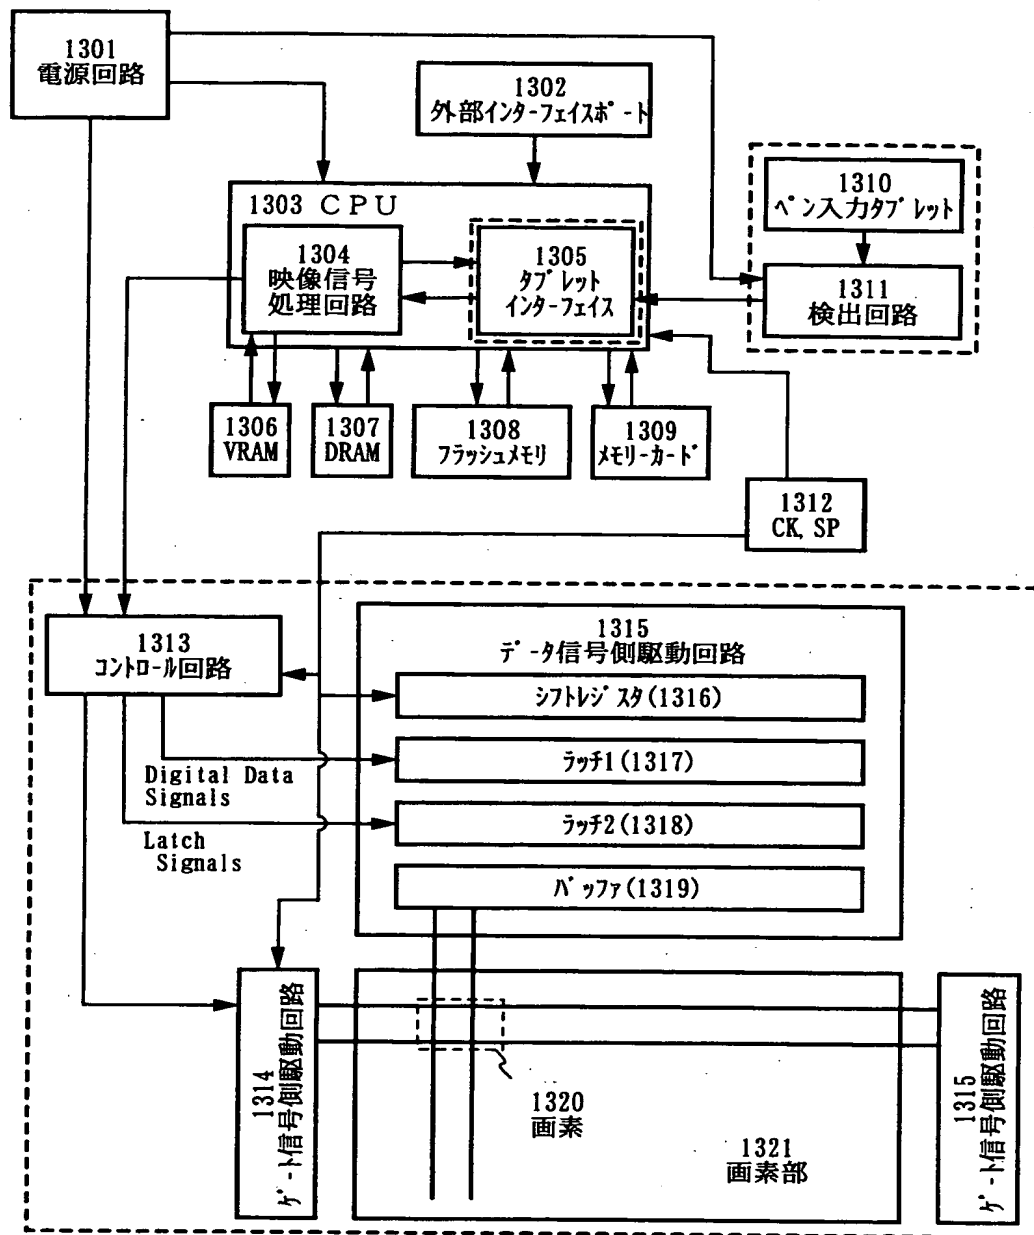 1301
電源回路
1302
外部インターフェイスポート
1303 CPU
1304
映像信号
処理回路
1305
タブレット
インターフェイス
1310
ペン入力タブレット
1311
検出回路
1306
VRAM
1307
DRAM
1308
フラッシュメモリ
1309
メモリーカード
1312
CK, SP
1313
コントロール回路
1315
データ信号側駆動回路
シフトレジスタ(1316)
ラッチ1(1317)
Digital Data
Signals
ラッチ2(1318)
Latch
Signals
バッファ(1319)
1314
ゲート信号側駆動回路
1320
画素
1321
画素部
1315
ゲート信号側駆動回路